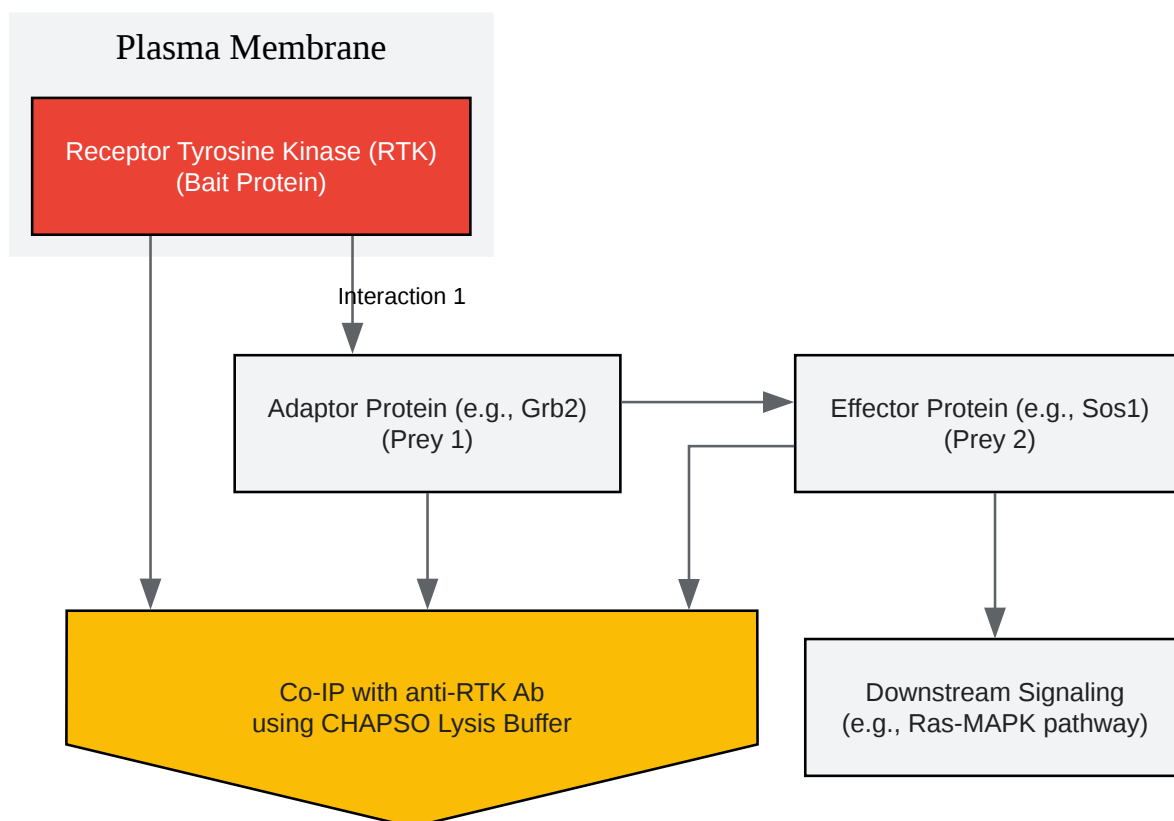 Plasma Membrane
Receptor Tyrosine Kinase (RTK)
(Bait Protein)
Interaction 1
Adaptor Protein (e.g., Grb2)
(Prey 1)
Effector Protein (e.g., Sos1)
(Prey 2)
Co-IP with anti-RTK Ab
using CHAPSO Lysis Buffer
Downstream Signaling
(e.g., Ras-MAPK pathway)